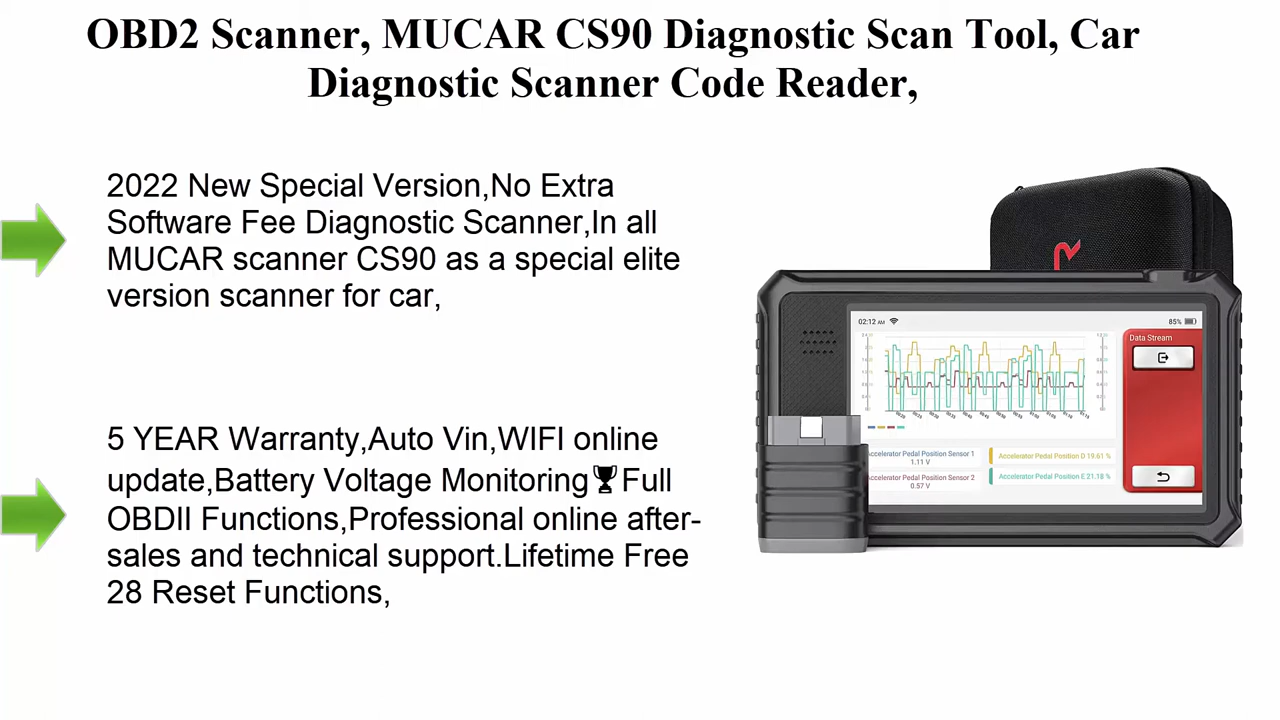 OBD2 Scanner, MUCAR CS90 Diagnostic Scan Tool, Car
Diagnostic Scanner Code Reader,
2022 New Special Version,No Extra
Software Fee Diagnostic Scanner,In all
MUCAR scanner CS90 as a special elite
version scanner for car,
5 YEAR Warranty,Auto Vin,WIFI online
update,Battery Voltage Monitoring🏆Full
OBDII Functions,Professional online after-
sales and technical support.Lifetime Free
28 Reset Functions,
02:12 AM
85%
Data Stream
Accelerator Pedal Position Sensor 1
1.11 V
Accelerator Pedal Position D 19.61 %
Accelerator Pedal Position Sensor 2
0.57 V
Accelerator Pedal Position E 21.18 %